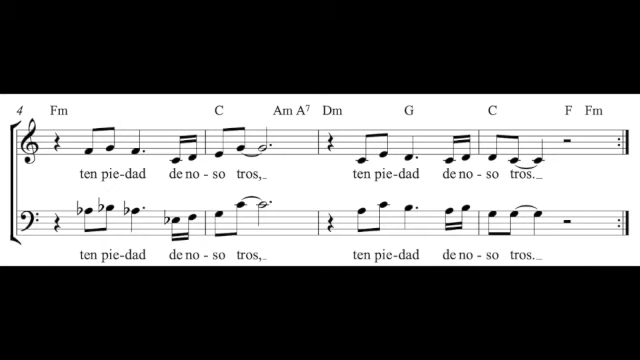 4 Fm C Am A7 Dm G C F Fm
ten pie-dad de no - so tros, ten pie-dad de no - so tros.
ten pie-dad de no - so tros, ten pie-dad de no - so tros.